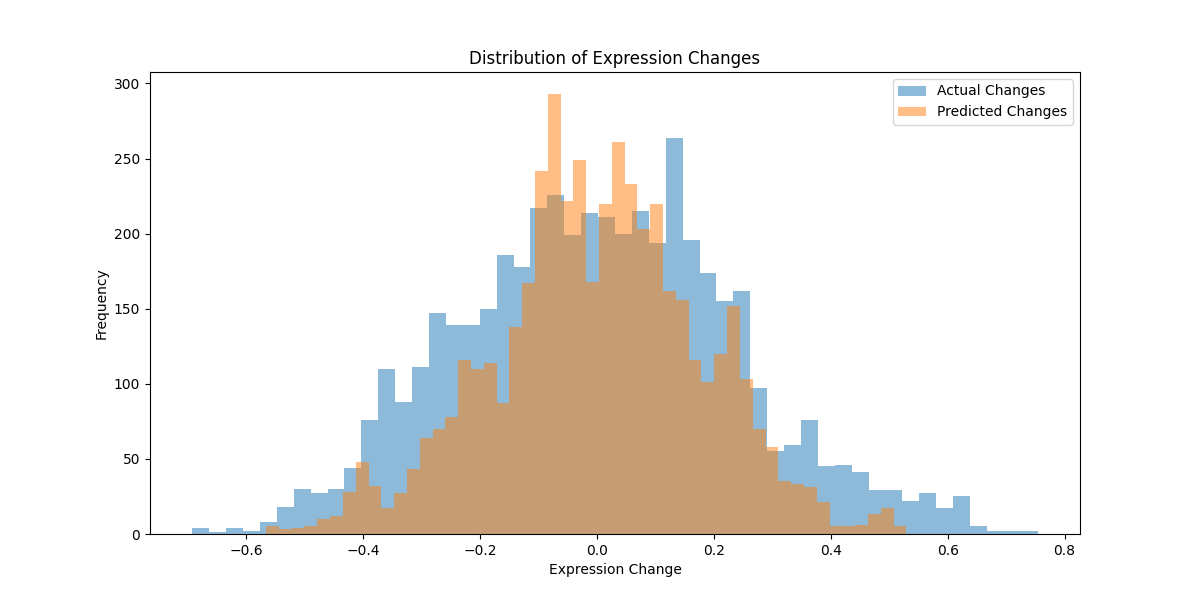 Distribution of Expression Changes
Actual Changes
Predicted Changes
300
250
200
150
100
50
0
Frequency
−0.6 −0.4 −0.2 0.0 0.2 0.4 0.6 0.8
Expression Change